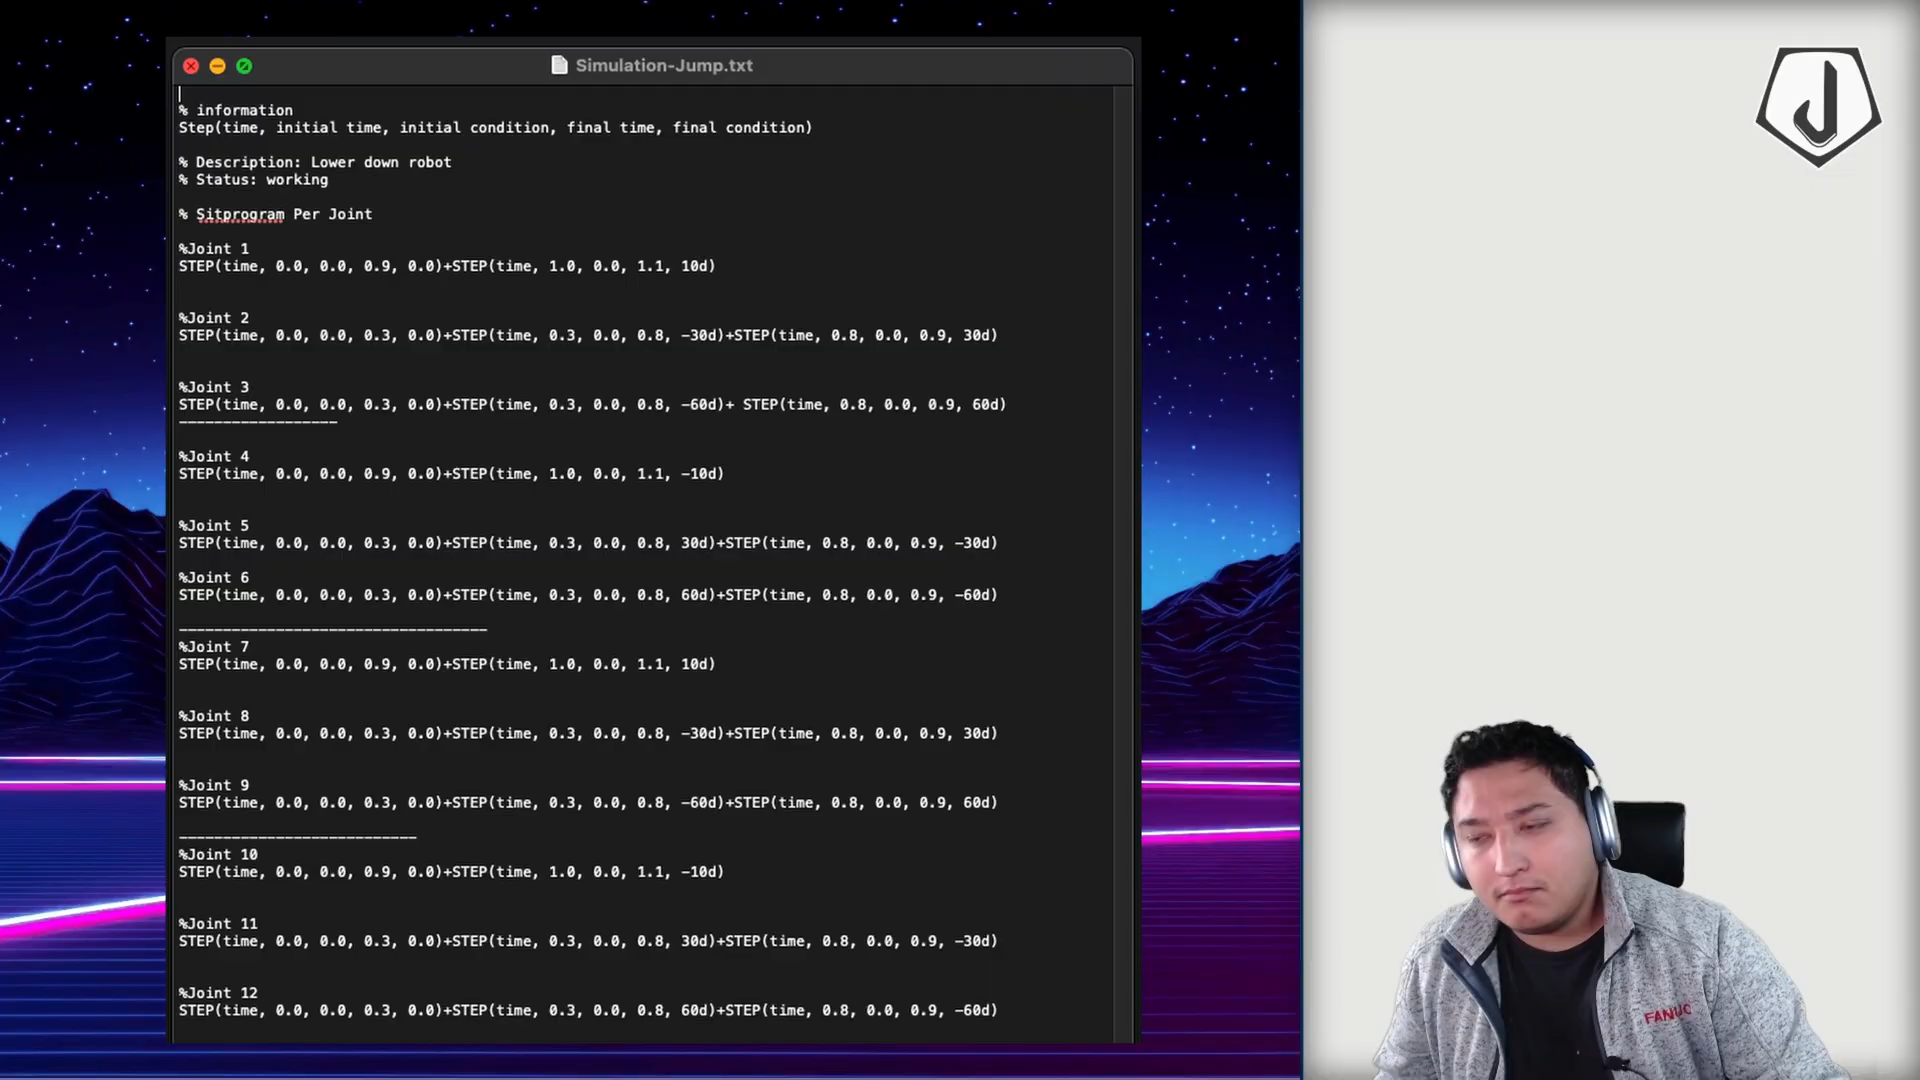 Simulation-Jump.txt
% information
Step(time, initial time, initial condition, final time, final condition)
% Description: Lower down robot
% Status: working
% Sitprogram Per Joint
%Joint 1
STEP(time, 0.0, 0.0, 0.9, 0.0)+STEP(time, 1.0, 0.0, 1.1, 10d)
%Joint 2
STEP(time, 0.0, 0.0, 0.3, 0.0)+STEP(time, 0.3, 0.0, 0.8, -30d)+STEP(time, 0.8, 0.0, 0.9, 30d)
%Joint 3
STEP(time, 0.0, 0.0, 0.3, 0.0)+STEP(time, 0.3, 0.0, 0.8, -60d)+ STEP(time, 0.8, 0.0, 0.9, 60d)
------------------
%Joint 4
STEP(time, 0.0, 0.0, 0.9, 0.0)+STEP(time, 1.0, 0.0, 1.1, -10d)
%Joint 5
STEP(time, 0.0, 0.0, 0.3, 0.0)+STEP(time, 0.3, 0.0, 0.8, 30d)+STEP(time, 0.8, 0.0, 0.9, -30d)
%Joint 6
STEP(time, 0.0, 0.0, 0.3, 0.0)+STEP(time, 0.3, 0.0, 0.8, 60d)+STEP(time, 0.8, 0.0, 0.9, -60d)
-----------------------------------
%Joint 7
STEP(time, 0.0, 0.0, 0.9, 0.0)+STEP(time, 1.0, 0.0, 1.1, 10d)
%Joint 8
STEP(time, 0.0, 0.0, 0.3, 0.0)+STEP(time, 0.3, 0.0, 0.8, -30d)+STEP(time, 0.8, 0.0, 0.9, 30d)
%Joint 9
STEP(time, 0.0, 0.0, 0.3, 0.0)+STEP(time, 0.3, 0.0, 0.8, -60d)+STEP(time, 0.8, 0.0, 0.9, 60d)
---------------------------
%Joint 10
STEP(time, 0.0, 0.0, 0.9, 0.0)+STEP(time, 1.0, 0.0, 1.1, -10d)
%Joint 11
STEP(time, 0.0, 0.0, 0.3, 0.0)+STEP(time, 0.3, 0.0, 0.8, 30d)+STEP(time, 0.8, 0.0, 0.9, -30d)
%Joint 12
STEP(time, 0.0, 0.0, 0.3, 0.0)+STEP(time, 0.3, 0.0, 0.8, 60d)+STEP(time, 0.8, 0.0, 0.9, -60d)
J
FANUC